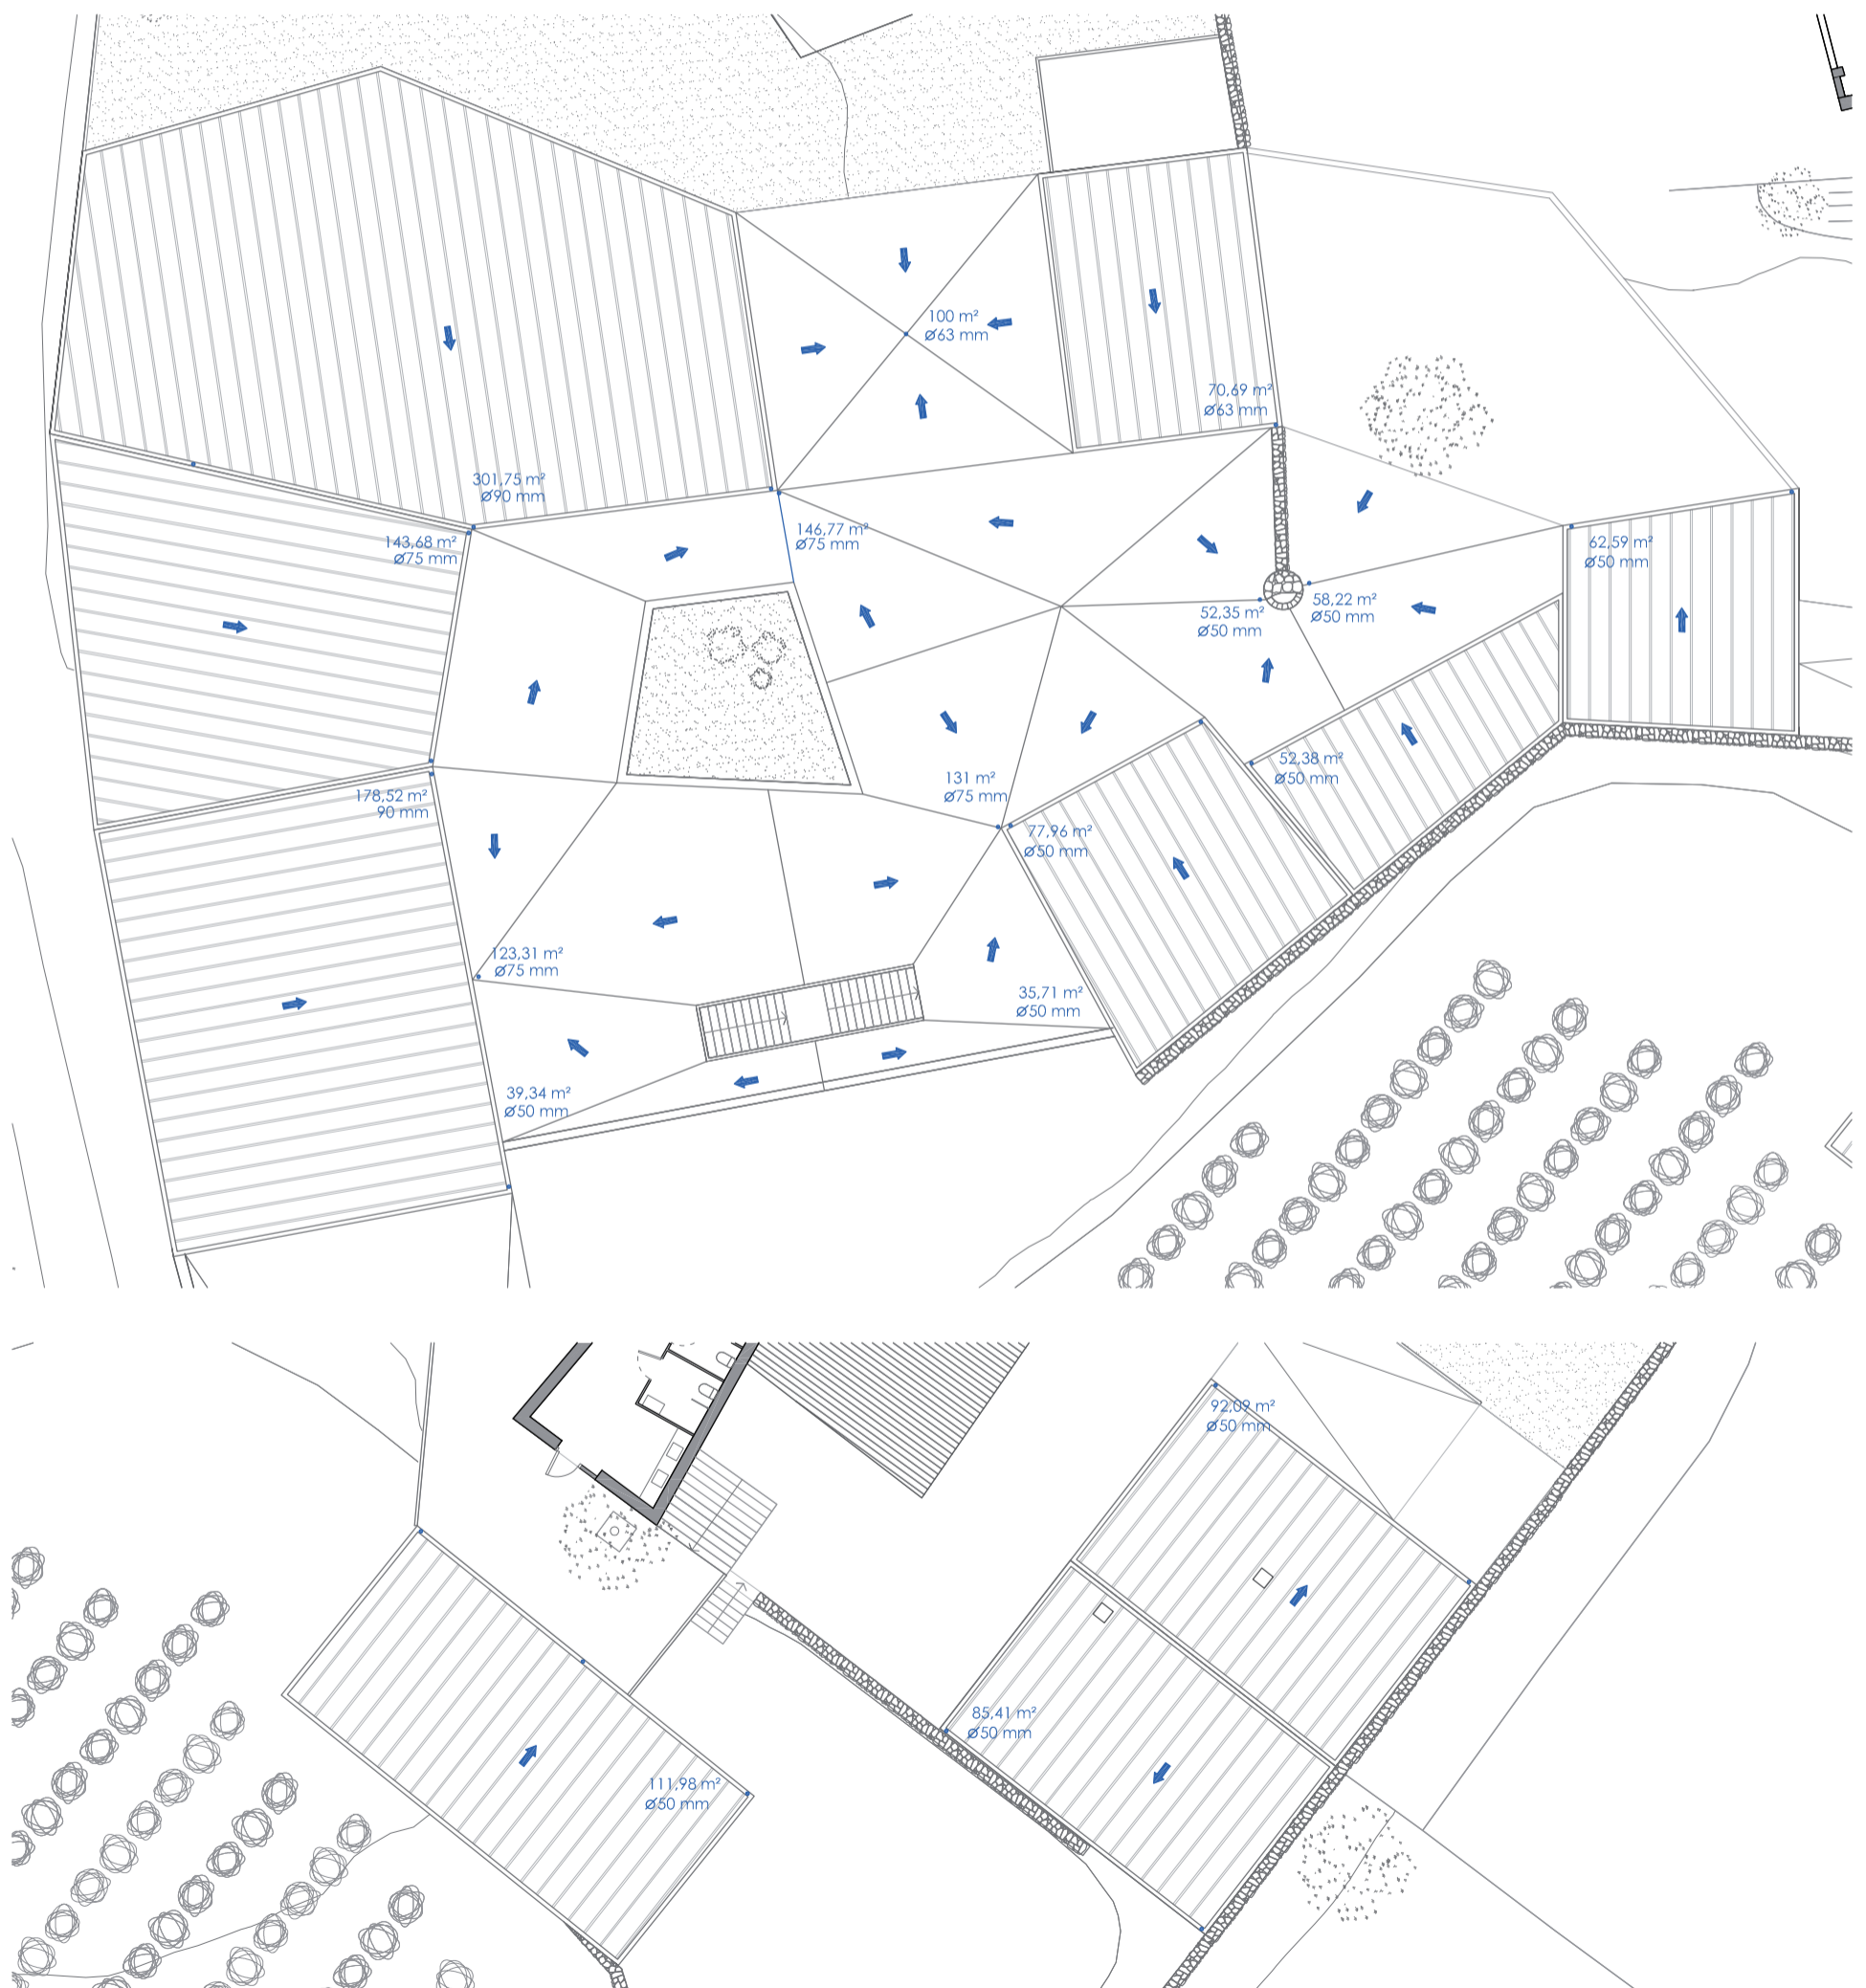 100 m²
Ø63 mm
70,69 m²
Ø63 mm
301,75 m²
Ø90 mm
143,68 m²
Ø75 mm
146,77 m²
Ø75 mm
62,59 m²
Ø50 mm
52,35 m²
Ø50 mm
58,22 m²
Ø50 mm
178,52 m²
90 mm
131 m²
Ø75 mm
52,38 m²
Ø50 mm
77,96 m²
Ø50 mm
123,31 m²
Ø75 mm
35,71 m²
Ø50 mm
39,34 m²
Ø50 mm
92,09 m²
Ø50 mm
85,41 m²
Ø50 mm
111,98 m²
Ø50 mm